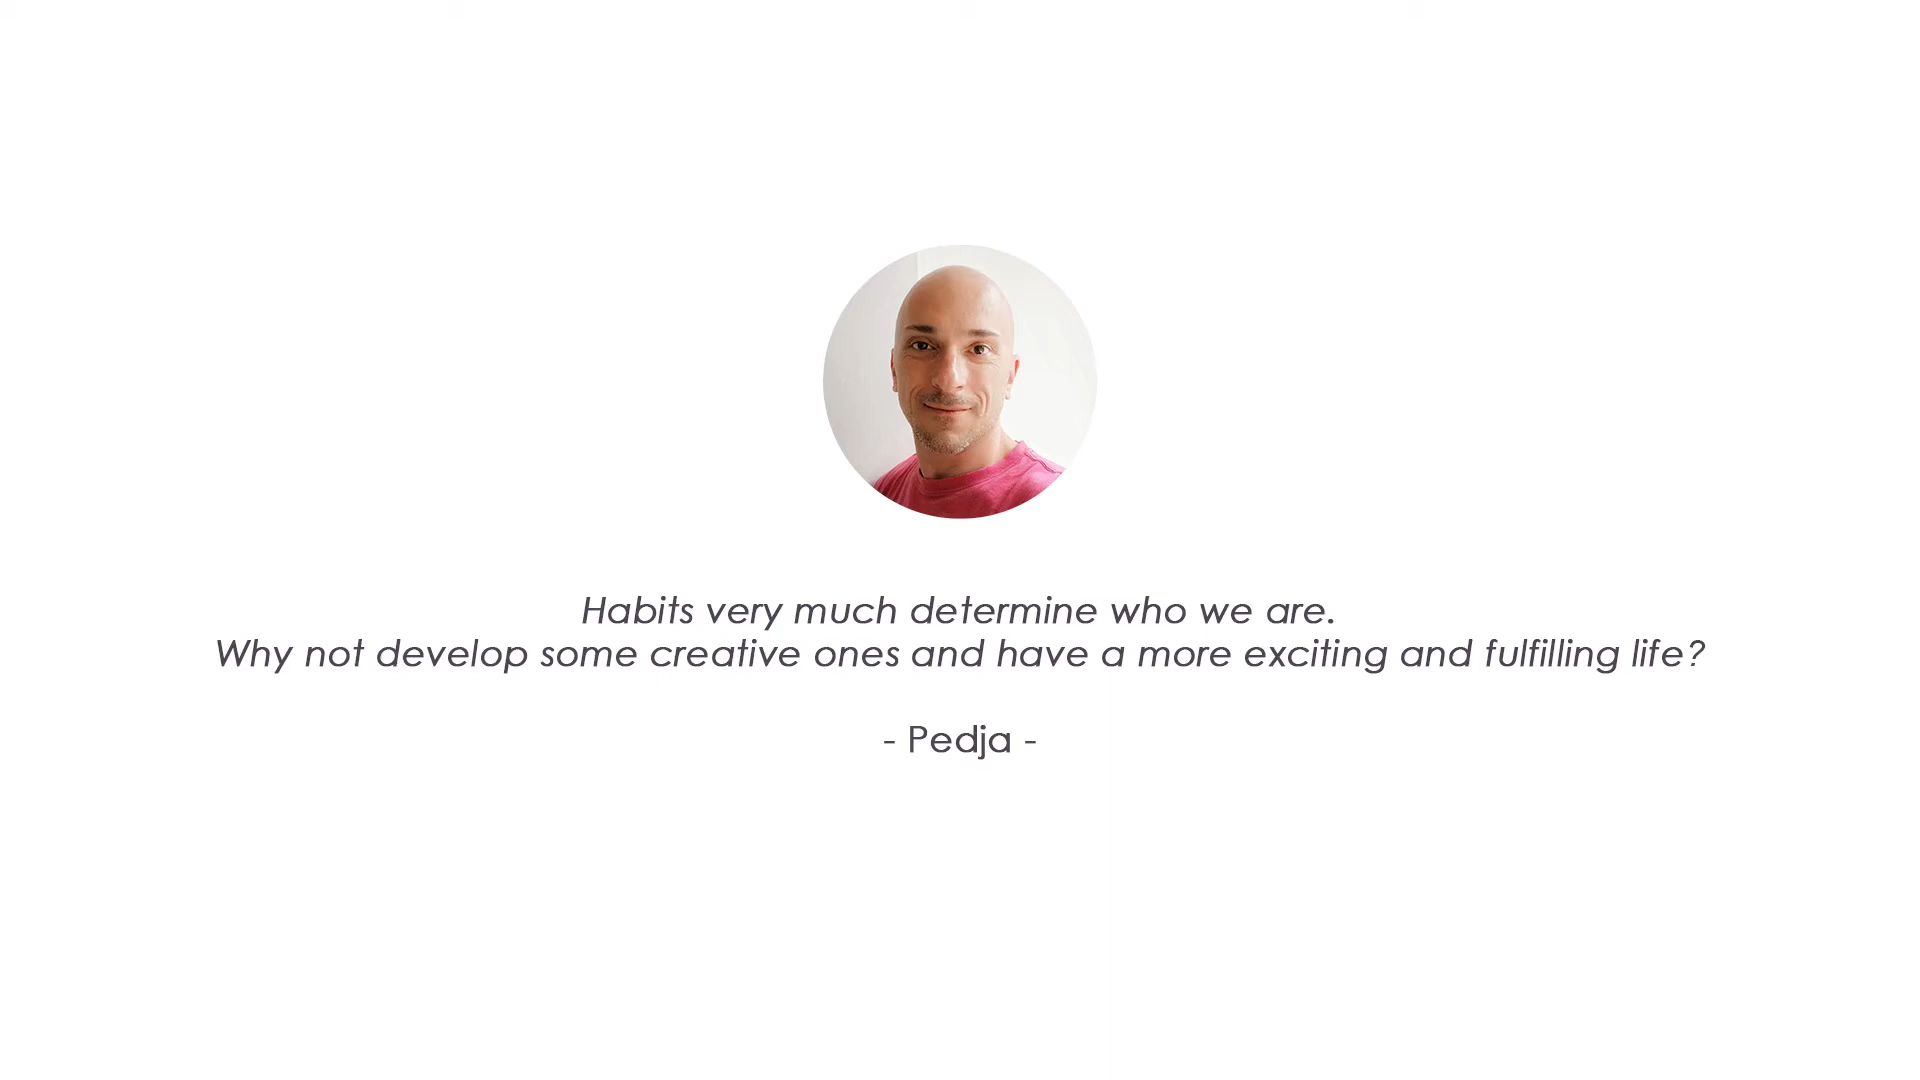 Habits very much determine who we are.
Why not develop some creative ones and have a more exciting and fulfilling life?
- Pedja -